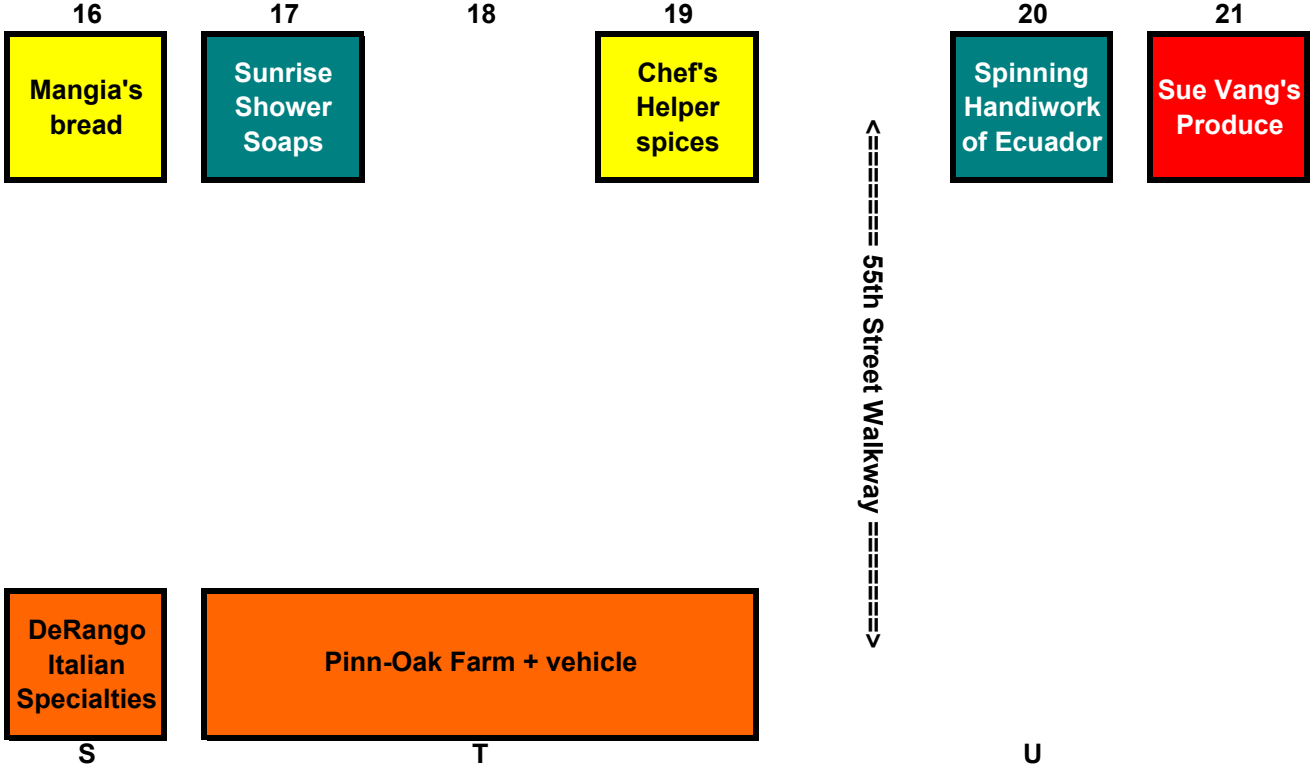 16 17 18 19 20 21
Mangia's
bread
Sunrise
Shower
Soaps
Chef's
Helper
spices
Spinning
Handiwork
of Ecuador
Sue Vang's
Produce
<======== 55th Street Walkway ========>
DeRango
Italian
Specialties
Pinn-Oak Farm + vehicle
S T U